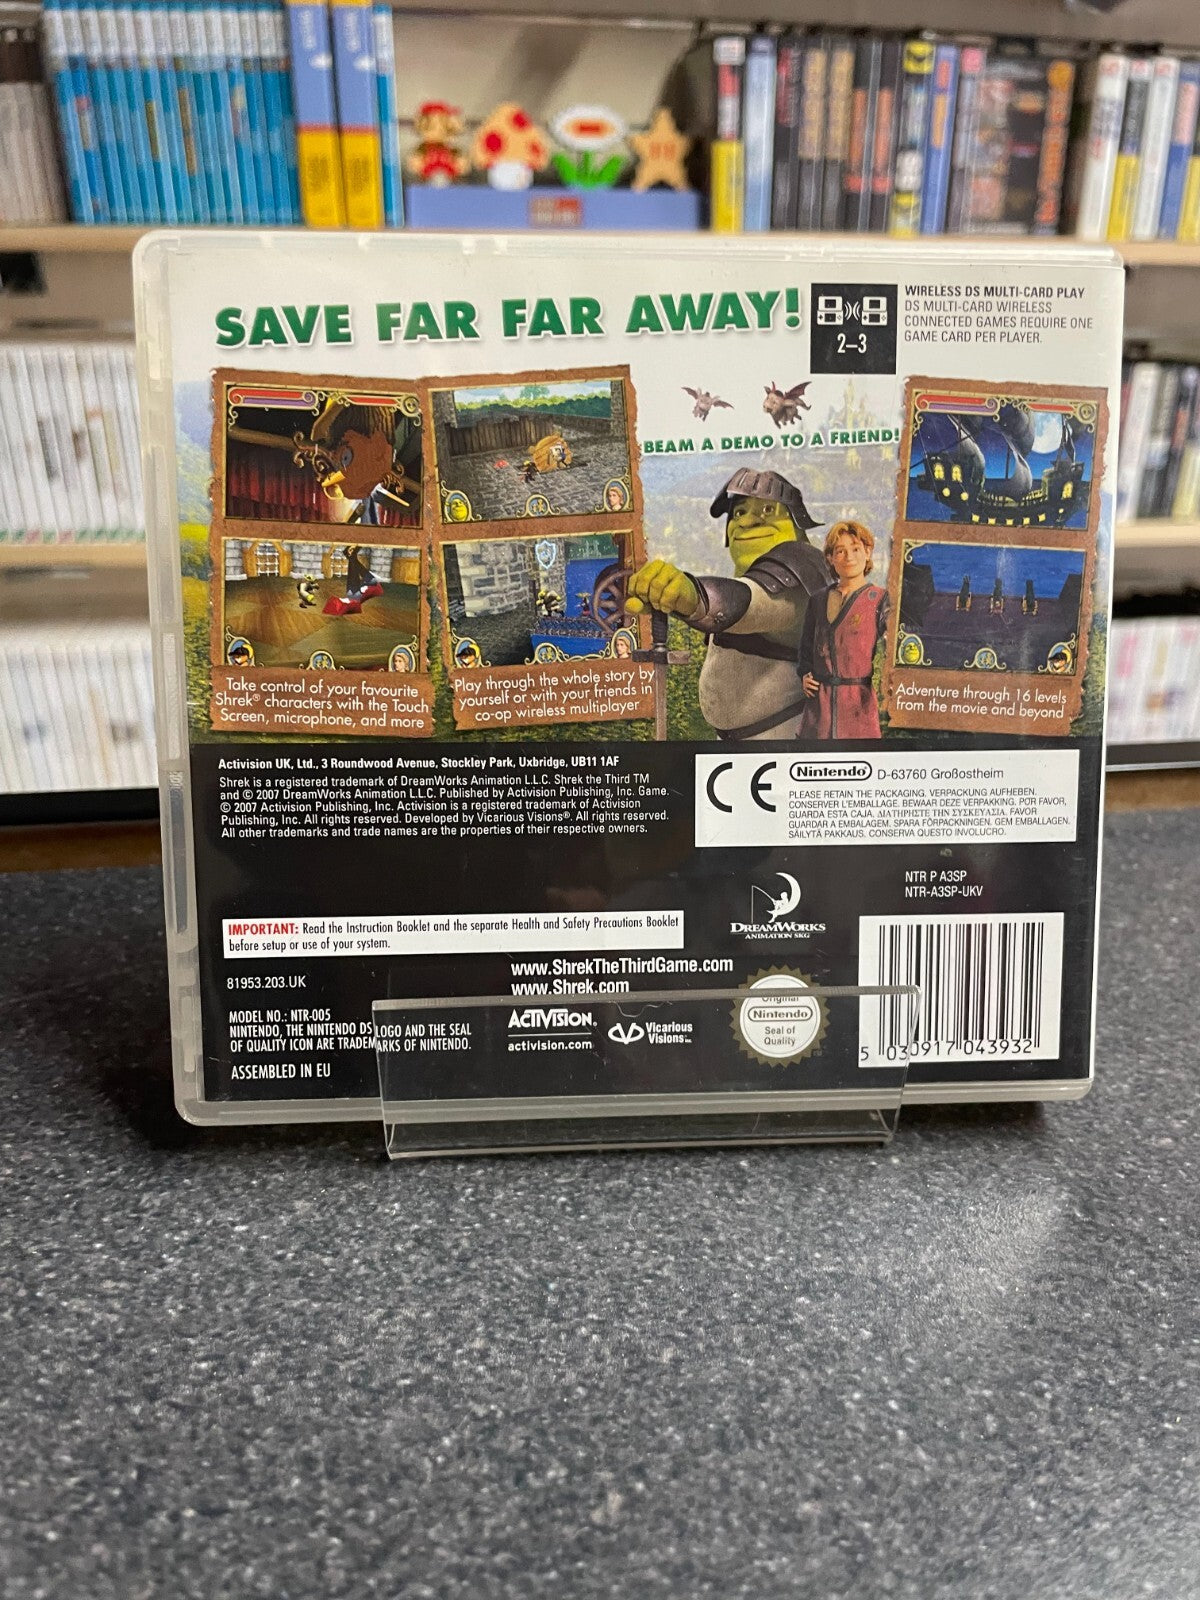 SAVE FAR FAR AWAY!
2–3
WIRELESS DS MULTI-CARD PLAY
DS MULTI-CARD WIRELESS
CONNECTED GAMES REQUIRE ONE
GAME CARD PER PLAYER.
BEAM A DEMO TO A FRIEND!
Take control of your favourite
Shrek® characters with the Touch
Screen, microphone, and more
Play through the whole story by
yourself or with your friends in
co-op wireless multiplayer
Adventure through 16 levels
from the movie and beyond
Activision UK, Ltd., 3 Roundwood Avenue, Stockley Park, Uxbridge, UB11 1AF
Shrek is a registered trademark of DreamWorks Animation L.L.C. Shrek the Third TM
and © 2007 DreamWorks Animation L.L.C. Published by Activision Publishing, Inc. Game.
© 2007 Activision Publishing, Inc. Activision is a registered trademark of Activision
Publishing, Inc. All rights reserved. Developed by Vicarious Visions®. All rights reserved.
All other trademarks and trade names are the properties of their respective owners.
CE
Nintendo® D-63760 Großostheim
PLEASE RETAIN THE PACKAGING. VERPACKUNG AUFHEBEN.
CONSERVER L'EMBALLAGE. BEWAAR DEZE VERPAKKING. POR FAVOR,
GUARDA ESTA CAJA. ΔΙΑΤΗΡΗΣΤΕ ΤΗΝ ΣΥΣΚΕΥΑΣΙΑ. FAVOR
GUARDAR A EMBALAGEM. SPARA FÖRPACKNINGEN. GEM EMBALLAGEN.
SÄILYTÄ PAKKAUS. CONSERVA QUESTO INVOLUCRO.
NTR P A3SP
NTR-A3SP-UKV
DREAMWORKS
ANIMATION SKG
IMPORTANT: Read the Instruction Booklet and the separate Health and Safety Precautions Booklet
before setup or use of your system.
81953.203.UK
www.ShrekTheThirdGame.com
www.Shrek.com
MODEL NO.: NTR-005
NINTENDO, THE NINTENDO DS LOGO AND THE SEAL
OF QUALITY ICON ARE TRADEMARKS OF NINTENDO.
ASSEMBLED IN EU
ACTIVISION®
activision.com
Vicarious
Visions
Original
Nintendo
Seal of
Quality
5 030917 043932